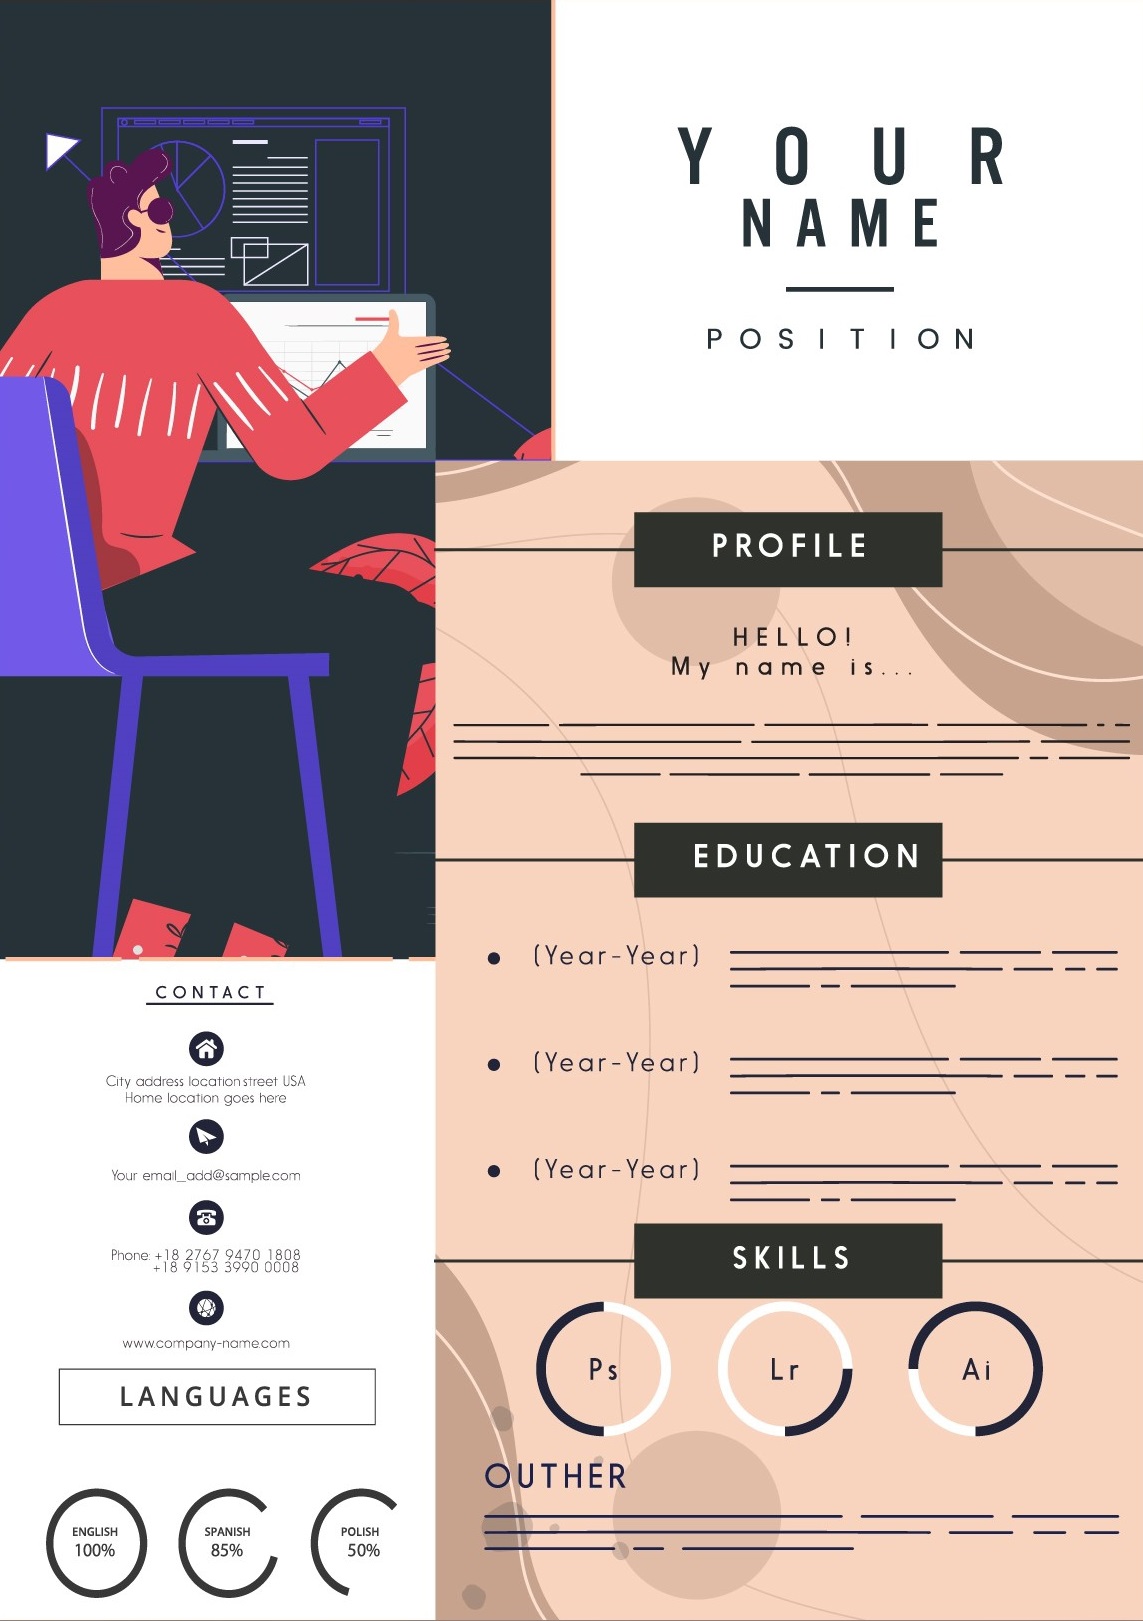 YOUR
NAME
POSITION
PROFILE
HELLO!
My name is...
EDUCATION
(Year-Year)
(Year-Year)
(Year-Year)
SKILLS
Ps Lr Ai
OUTHER
CONTACT
City address location street USA
Home location goes here
Your email_add@sample.com
Phone: +18 2767 9470 1808
+18 9153 3990 0008
www.company-name.com
LANGUAGES
ENGLISH
100%
SPANISH
85%
POLISH
50%